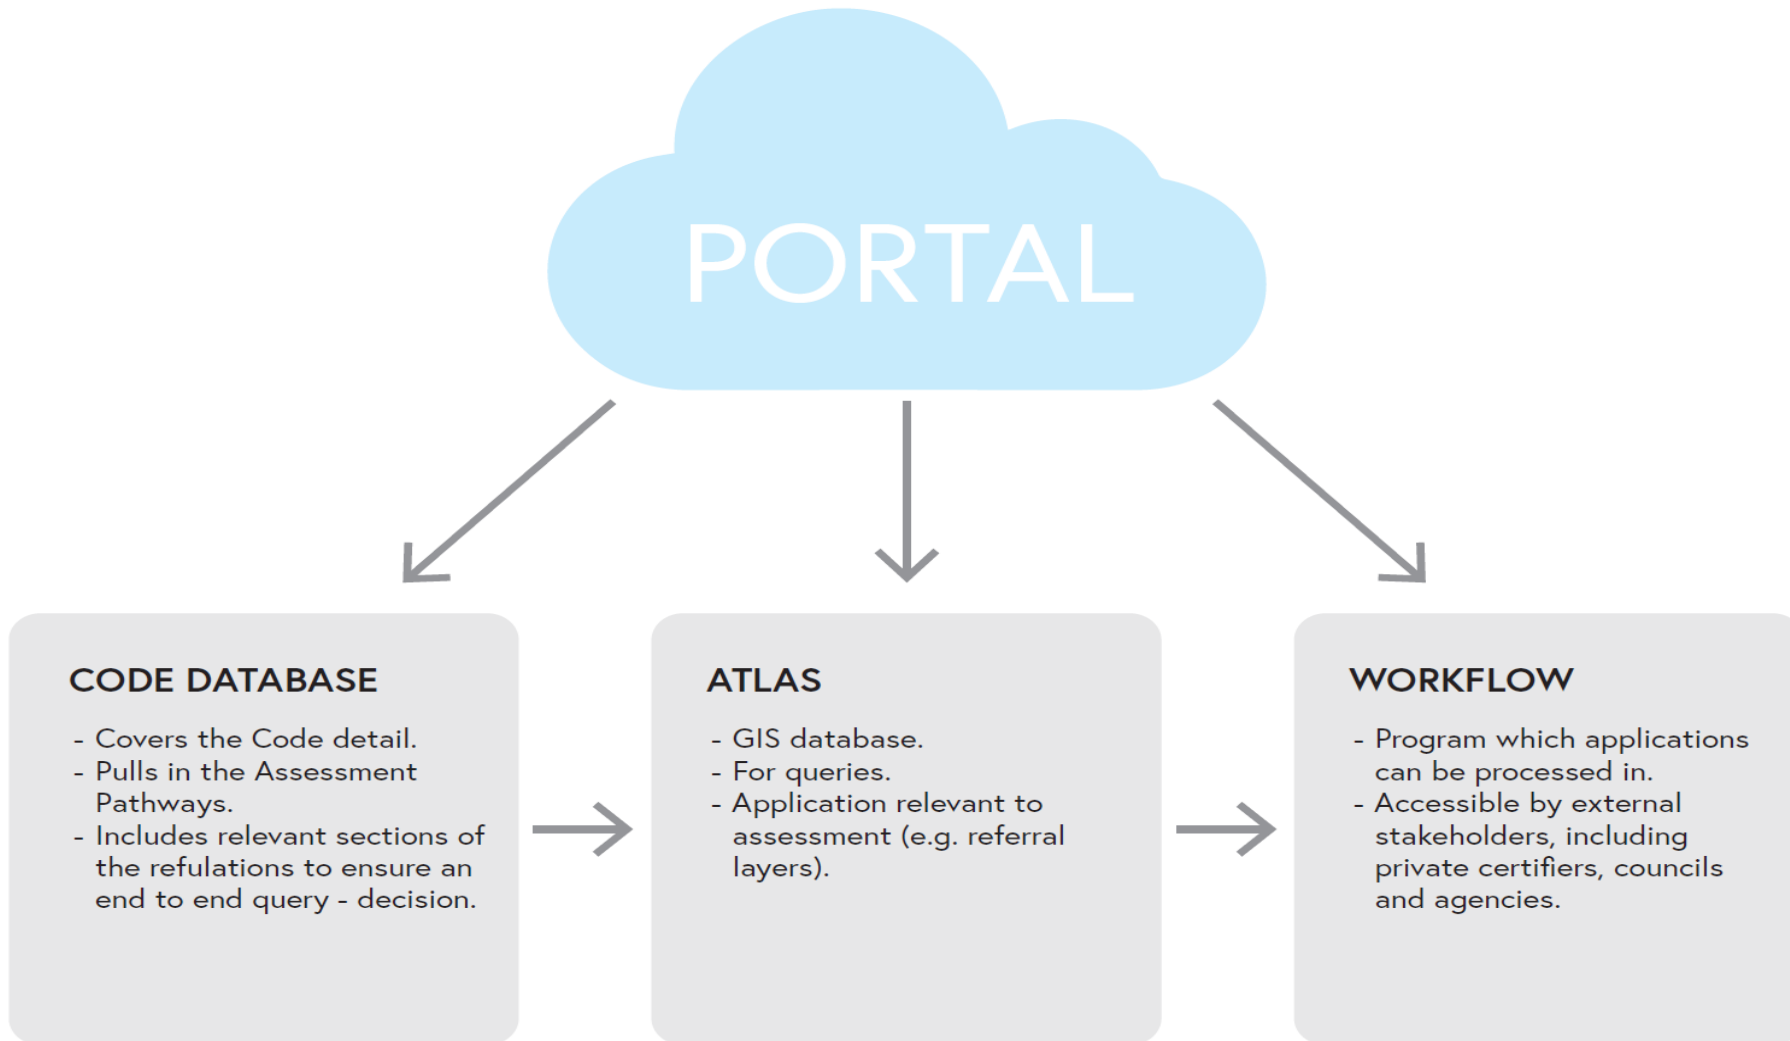 PORTAL
CODE DATABASE
- Covers the Code detail.
- Pulls in the Assessment
Pathways.
- Includes relevant sections of
the refulations to ensure an
end to end query - decision.
ATLAS
- GIS database.
- For queries.
- Application relevant to
assessment (e.g. referral
layers).
WORKFLOW
- Program which applications
can be processed in.
- Accessible by external
stakeholders, including
private certifiers, councils
and agencies.